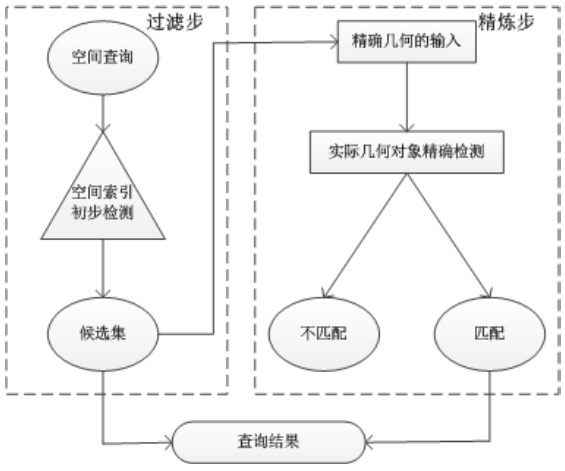 过滤步
空间查询
空间索引
初步检测
候选集
精炼步
精确几何的输入
实际几何对象精确检测
不匹配
匹配
查询结果